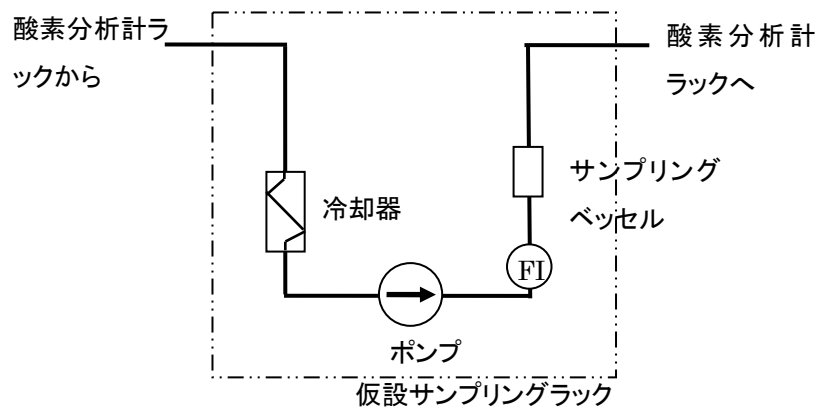 酸素分析計ラ
ックから
酸素分析計
ラックへ
サンプリング
ベッセル
冷却器
FI
ポンプ
仮設サンプリングラック